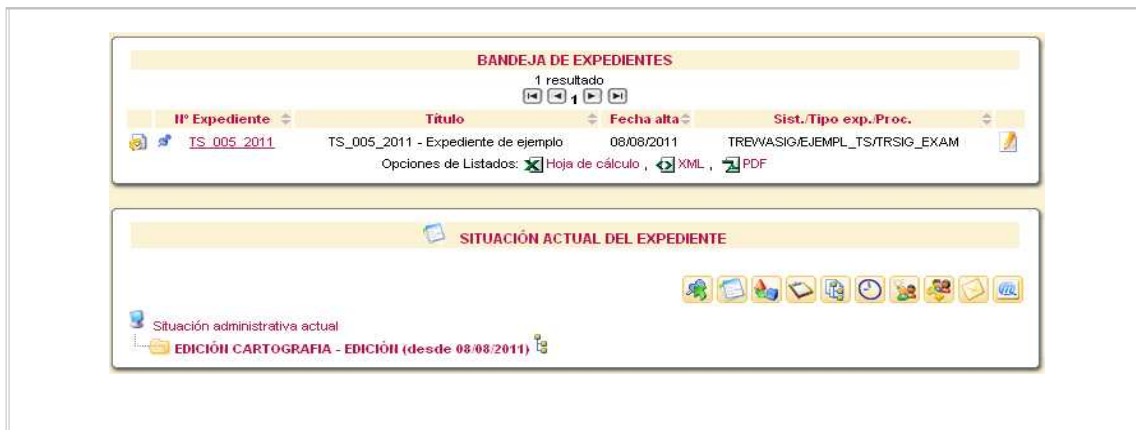 BANDEJA DE EXPEDIENTES
1 resultado
1
Nº Expediente Título Fecha alta Sist./Tipo exp./Proc.
TS_005_2011 TS_005_2011 - Expediente de ejemplo 08/08/2011 TREWASIG/EJEMPL_TS/TRSIG_EXAM
Opciones de Listados: Hoja de cálculo , XML , PDF
SITUACIÓN ACTUAL DEL EXPEDIENTE
Situación administrativa actual
EDICIÓN CARTOGRAFIA - EDICIÓN (desde 08/08/2011)